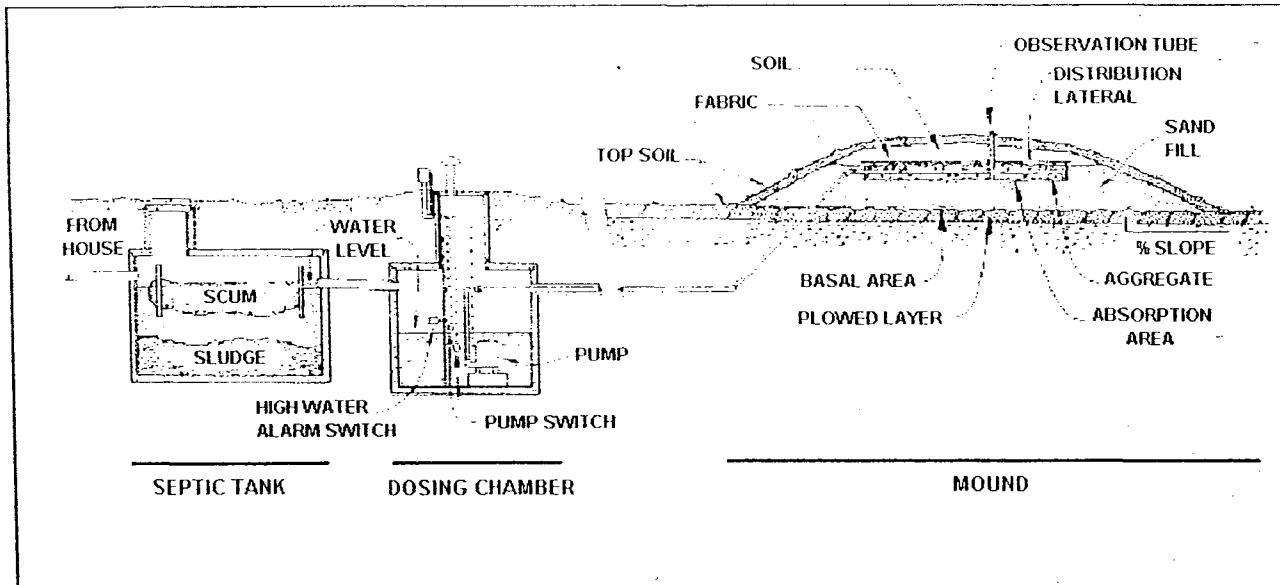 OBSERVATION TUBE
SOIL
DISTRIBUTION
LATERAL
FABRIC
SAND
FILL
TOP SOIL
FROM
HOUSE
WATER
LEVEL
% SLOPE
BASAL AREA
AGGREGATE
SCUM
PLOWED LAYER
ABSORPTION
AREA
SLUDGE
PUMP
HIGH WATER
ALARM SWITCH
PUMP SWITCH
SEPTIC TANK
DOSING CHAMBER
MOUND